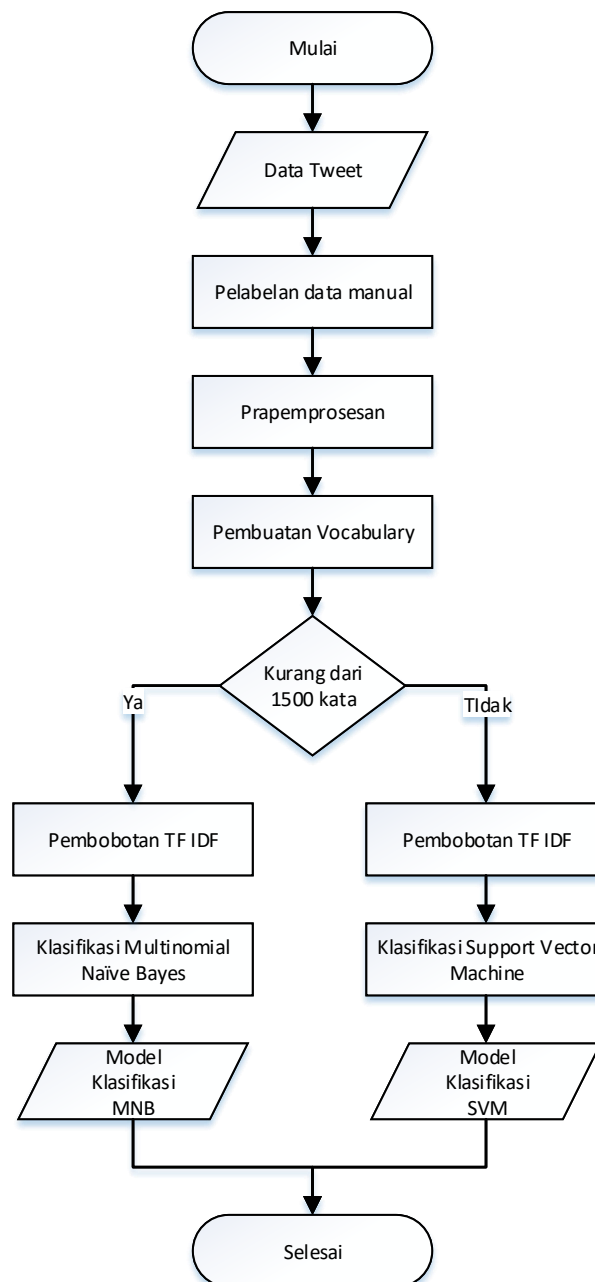 Mulai
Data Tweet
Pelabelan data manual
Prapemprosesan
Pembuatan Vocabulary
Kurang dari
1500 kata
Ya
TIdak
Pembobotan TF IDF
Pembobotan TF IDF
Klasifikasi Multinomial
Naïve Bayes
Klasifikasi Support Vector
Machine
Model
Klasifikasi
MNB
Model
Klasifikasi
SVM
Selesai